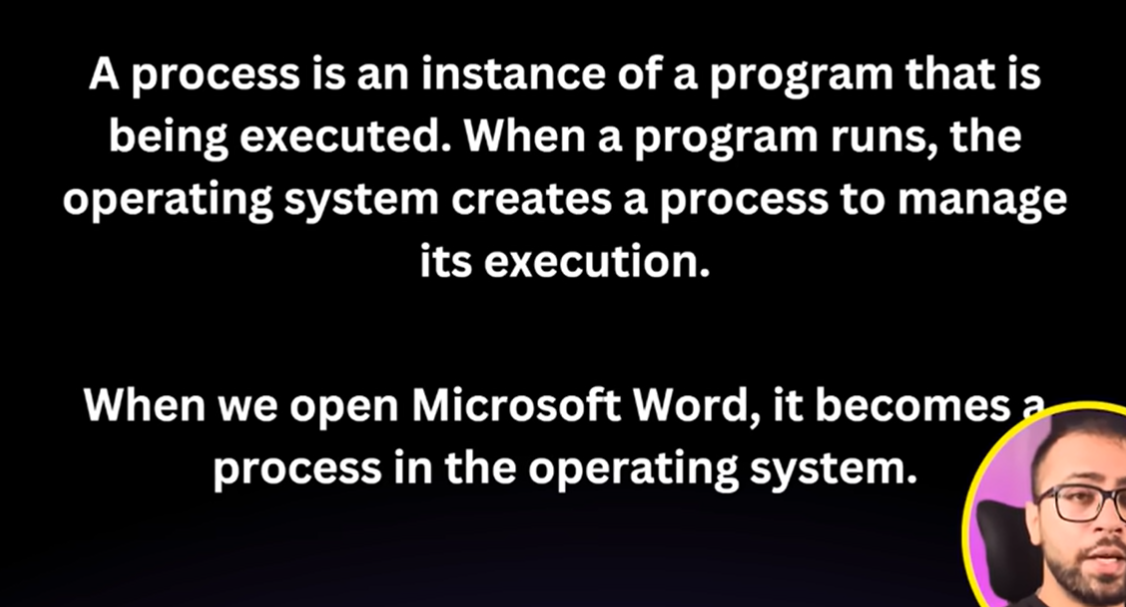 A process is an instance of a program that is
being executed. When a program runs, the
operating system creates a process to manage
its execution.
When we open Microsoft Word, it becomes a
process in the operating system.